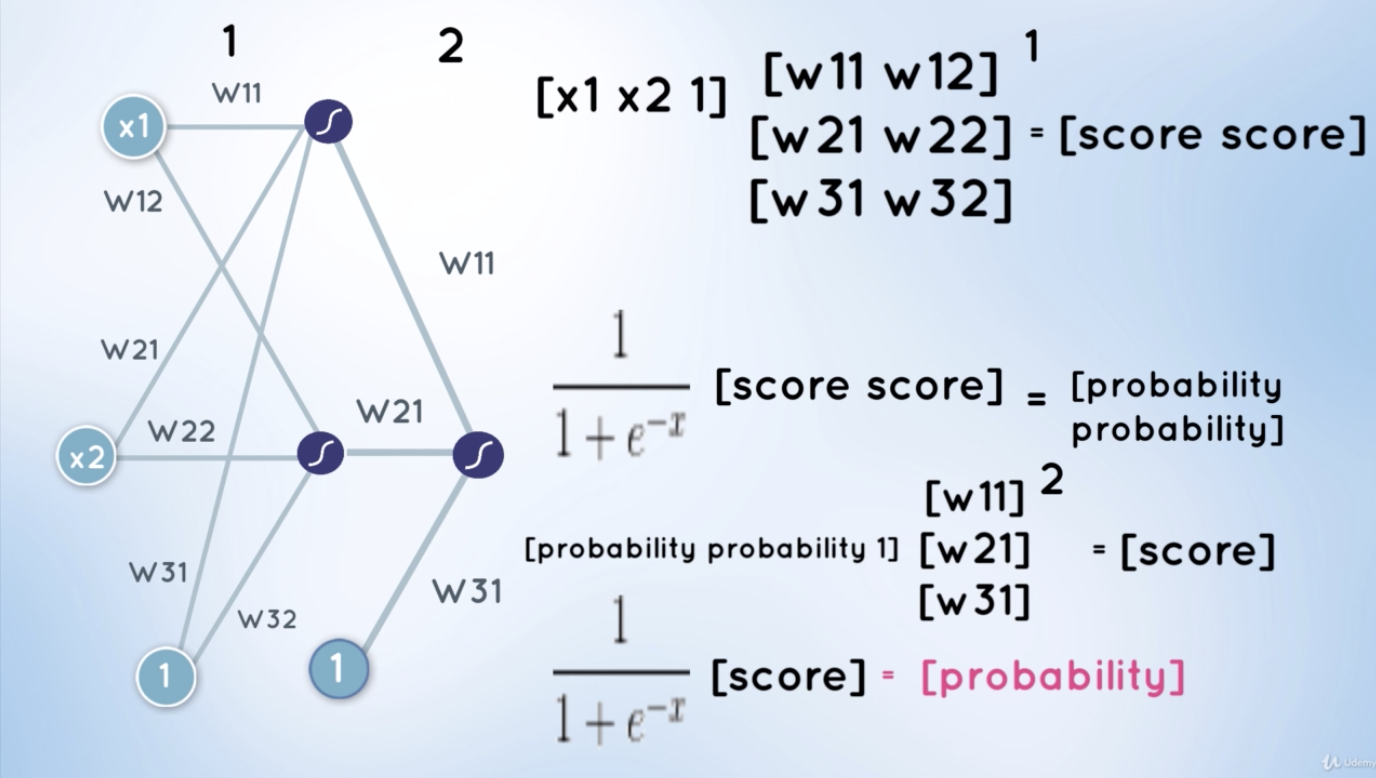 1
2
W11
x1
W12
W11
W21
W21
x2
W22
W31
W32
W31
1
1
[x1 x2 1]
[w11 w12] 1
[w21 w22] = [score score]
[w31 w32]
1
1+e^-x
[score score] = [probability
probability]
[w11] 2
[probability probability 1] [w21] = [score]
[w31]
1
1+e^-x
[score] = [probability]
Udemy